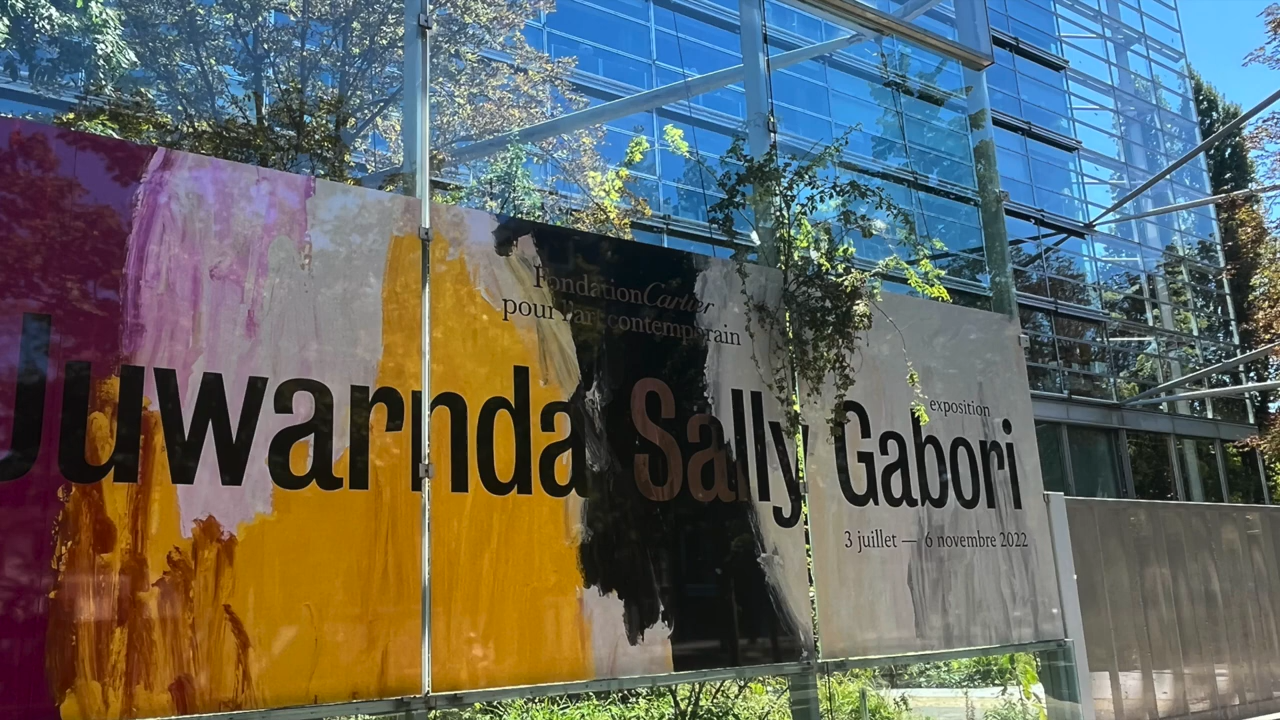 Fondation Cartier
pour l'art contemporain
Juwarnda Sally Gabori
exposition
3 juillet — 6 novembre 2022